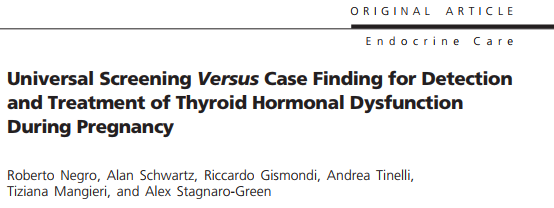 ORIGINAL ARTICLE
Endocrine Care
Universal Screening Versus Case Finding for Detection
and Treatment of Thyroid Hormonal Dysfunction
During Pregnancy
Roberto Negro, Alan Schwartz, Riccardo Gismondi, Andrea Tinelli,
Tiziana Mangieri, and Alex Stagnaro-Green